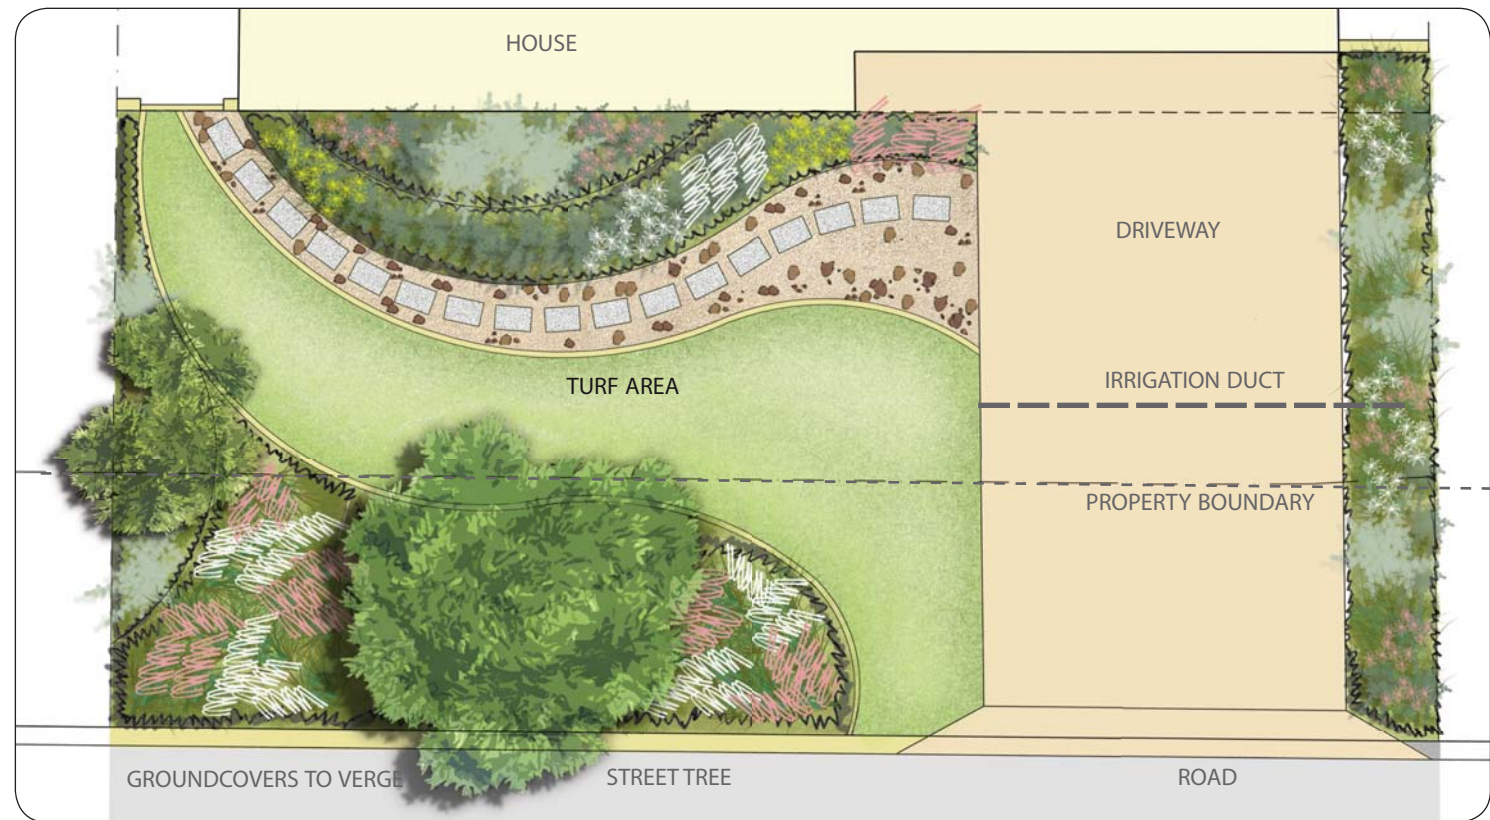 HOUSE
DRIVEWAY
IRRIGATION DUCT
TURF AREA
PROPERTY BOUNDARY
GROUNDCOVERS TO VERGE
STREET TREE
ROAD